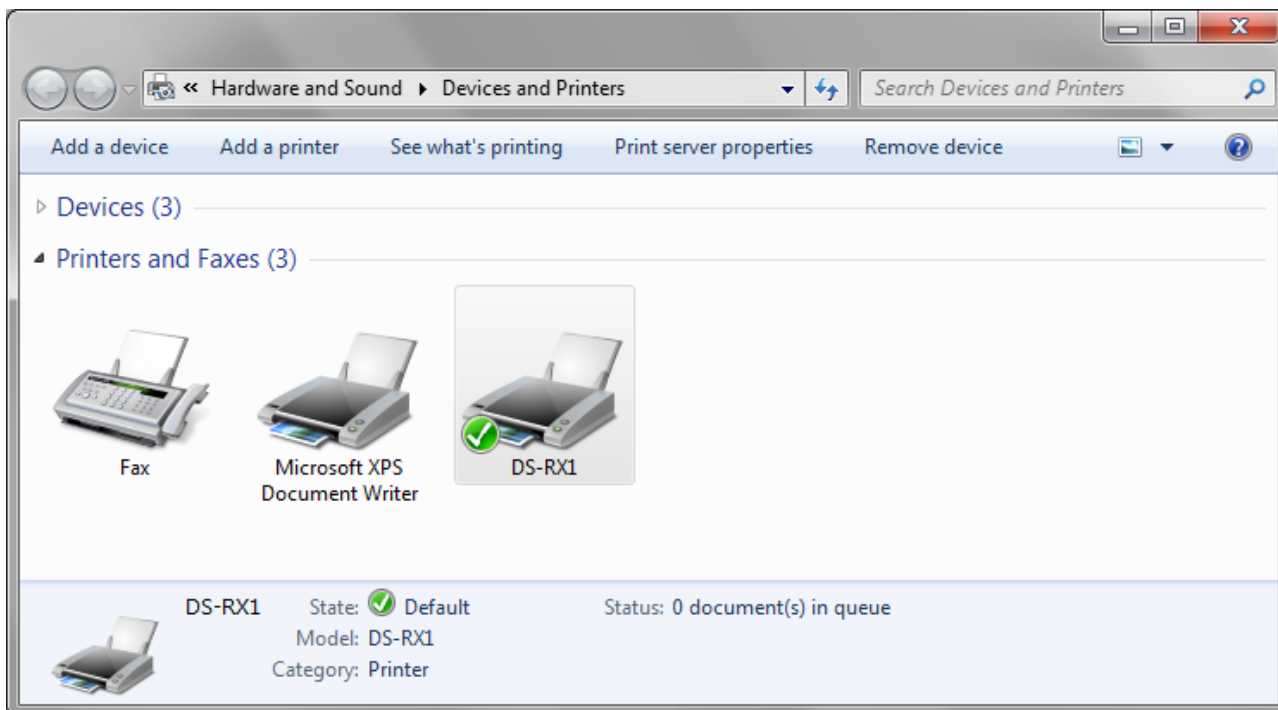 « Hardware and Sound ▸ Devices and Printers
Search Devices and Printers
Add a device Add a printer See what's printing Print server properties Remove device
Devices (3)
Printers and Faxes (3)
Fax
Microsoft XPS
Document Writer
DS-RX1
DS-RX1 State: Default Status: 0 document(s) in queue
Model: DS-RX1
Category: Printer